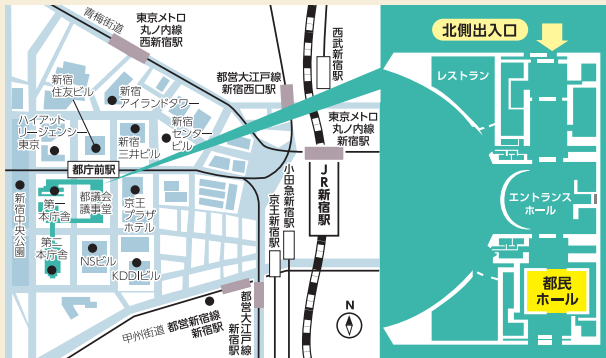 青梅街道
東京メトロ
丸ノ内線
西新宿駅
西武新宿駅
都営大江戸線
新宿西口駅
新宿
住友ビル
新宿
アイランドタワー
ハイアット
リージェンシー
東京
新宿
三井ビル
新宿
センター
ビル
東京メトロ
丸ノ内線
新宿駅
都庁前駅
JR新宿駅
小田急新宿駅
京王新宿駅
新宿中央公園
第一
本庁舎
都議会
議事堂
京王
プラザ
ホテル
第二
本庁舎
NSビル
KDDIビル
甲州街道
都営新宿線
新宿駅
都営大江戸線
新宿駅
N
北側出入口
レストラン
エントランス
ホール
都民
ホール